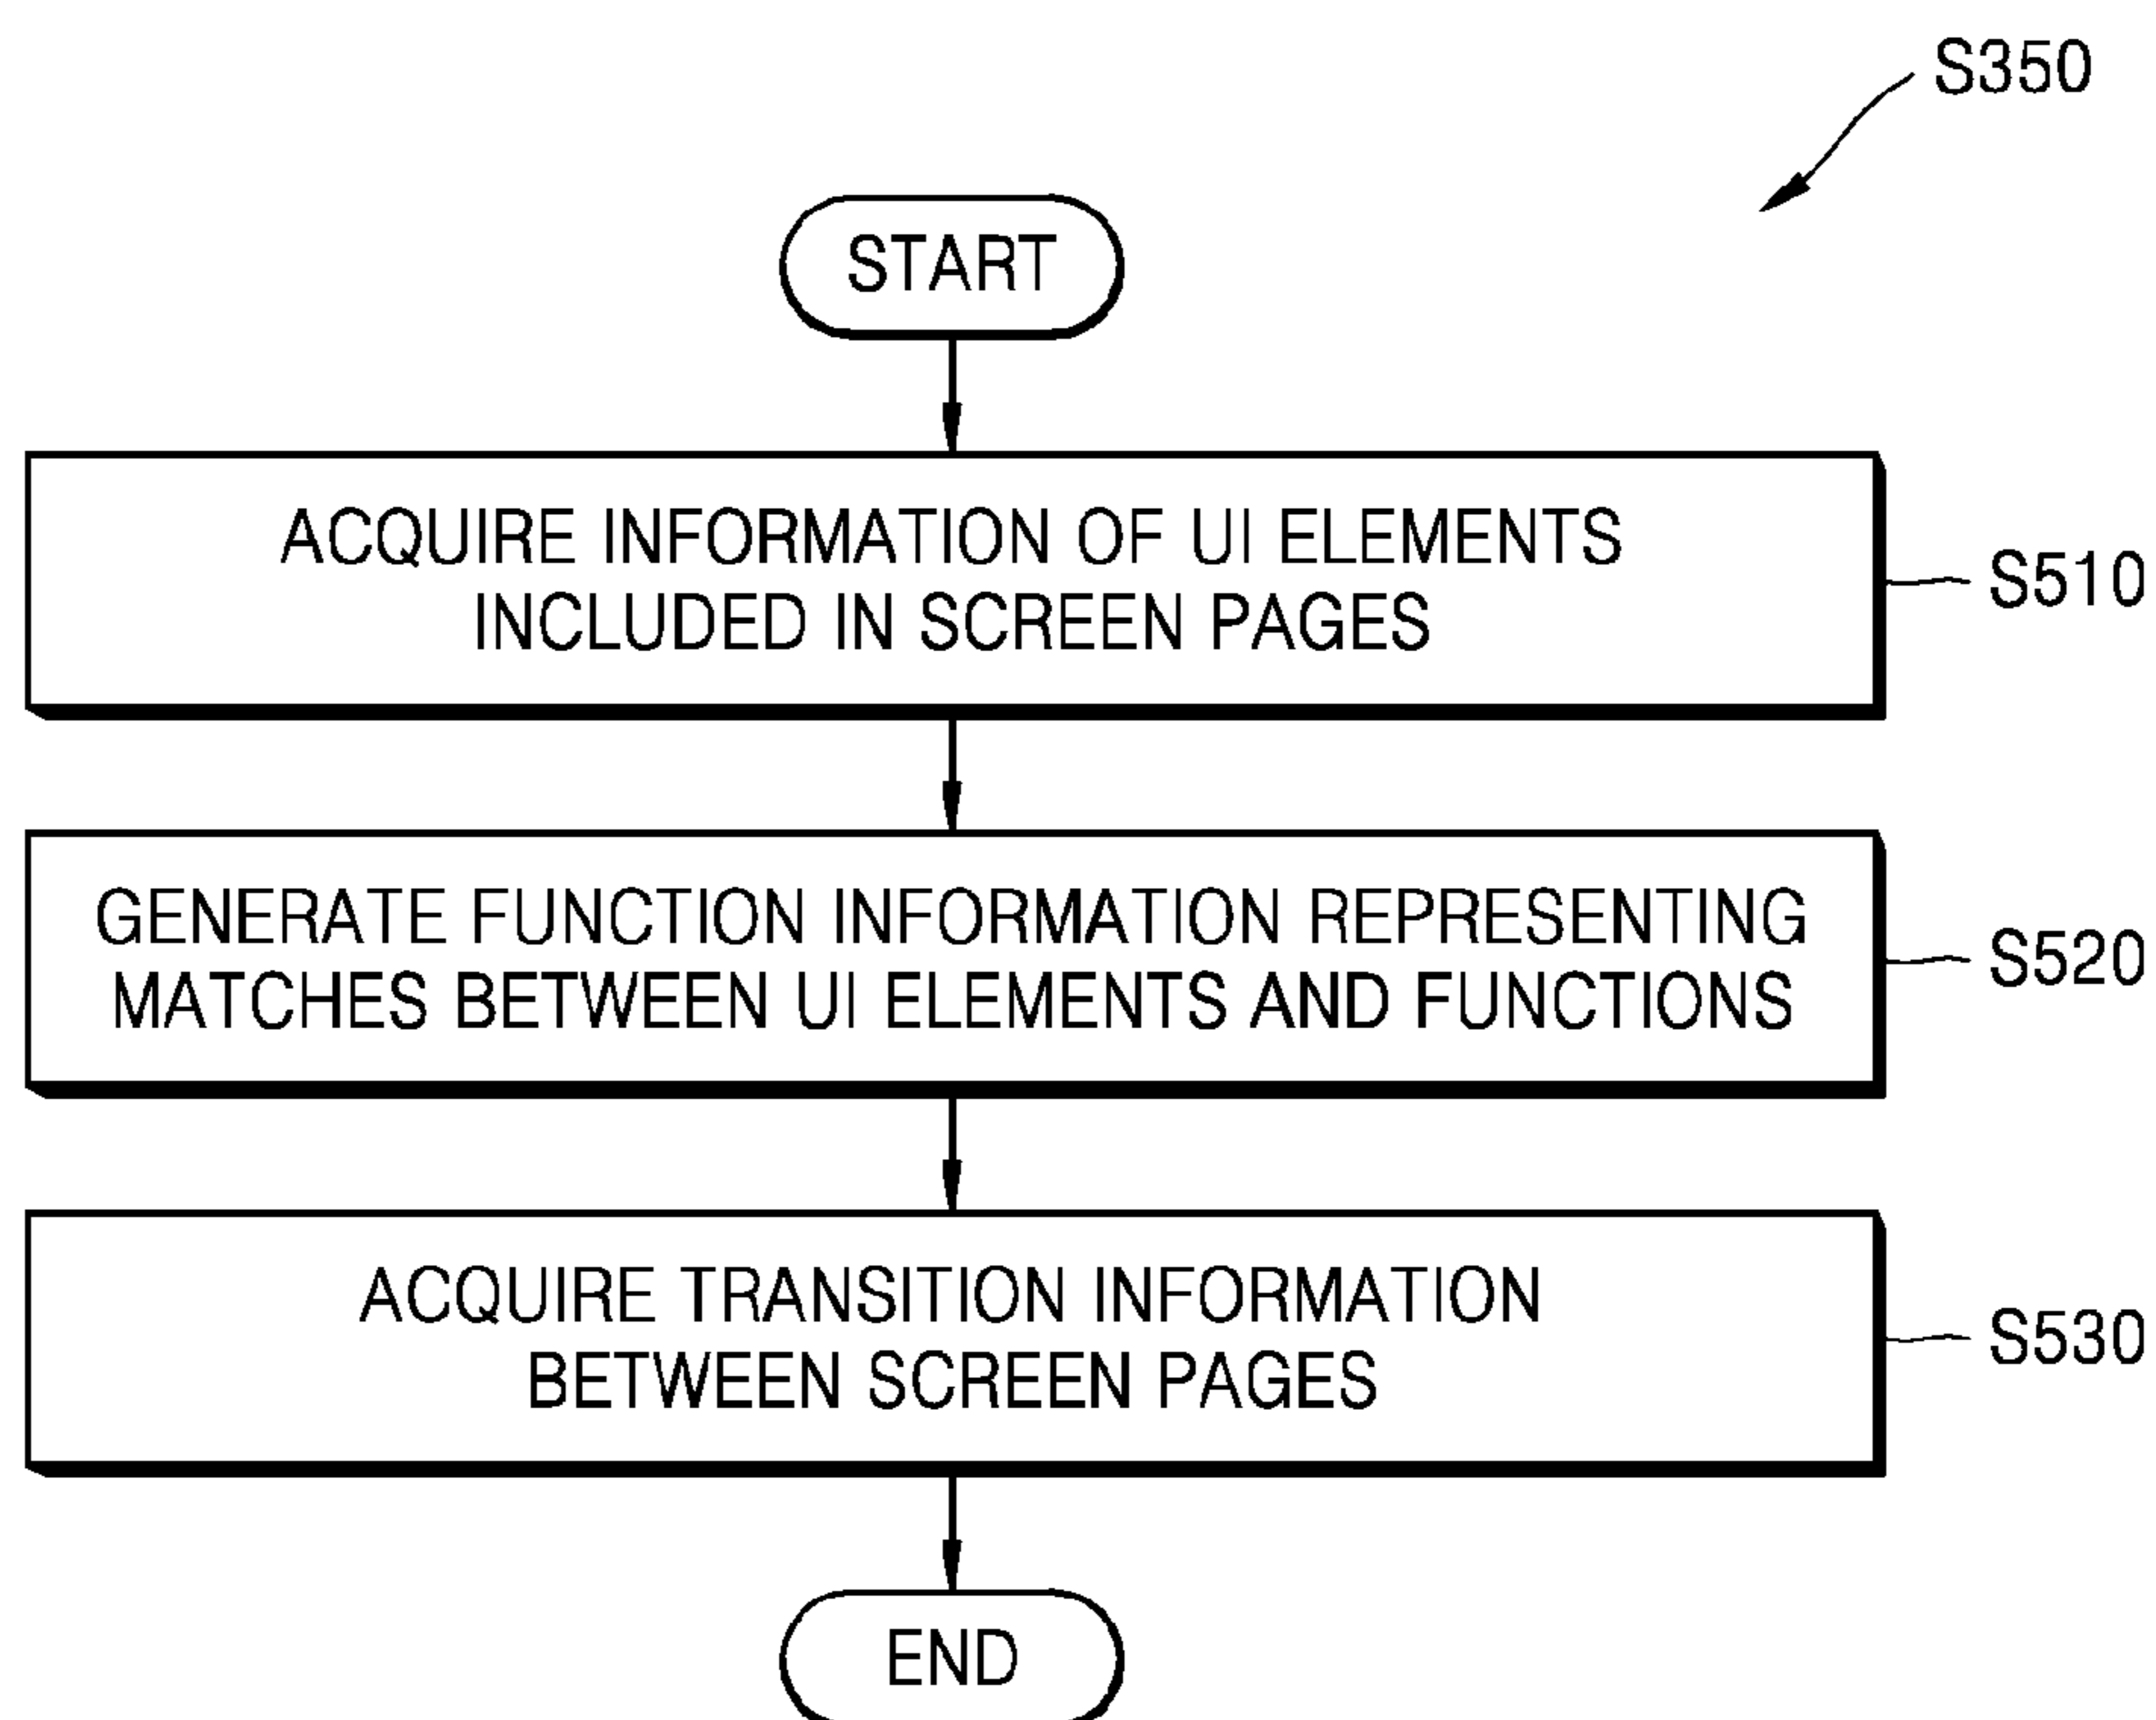 S350
START
ACQUIRE INFORMATION OF UI ELEMENTS
INCLUDED IN SCREEN PAGES
S510
GENERATE FUNCTION INFORMATION REPRESENTING
MATCHES BETWEEN UI ELEMENTS AND FUNCTIONS
S520
ACQUIRE TRANSITION INFORMATION
BETWEEN SCREEN PAGES
S530
END